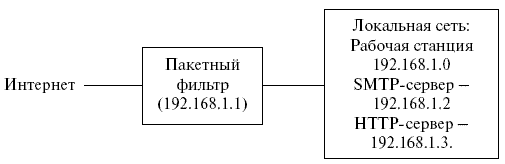 Интернет
Пакетный
фильтр
(192.168.1.1)
Локальная сеть:
Рабочая станция
192.168.1.0
SMTP-сервер –
192.168.1.2
HTTP-сервер –
192.168.1.3.